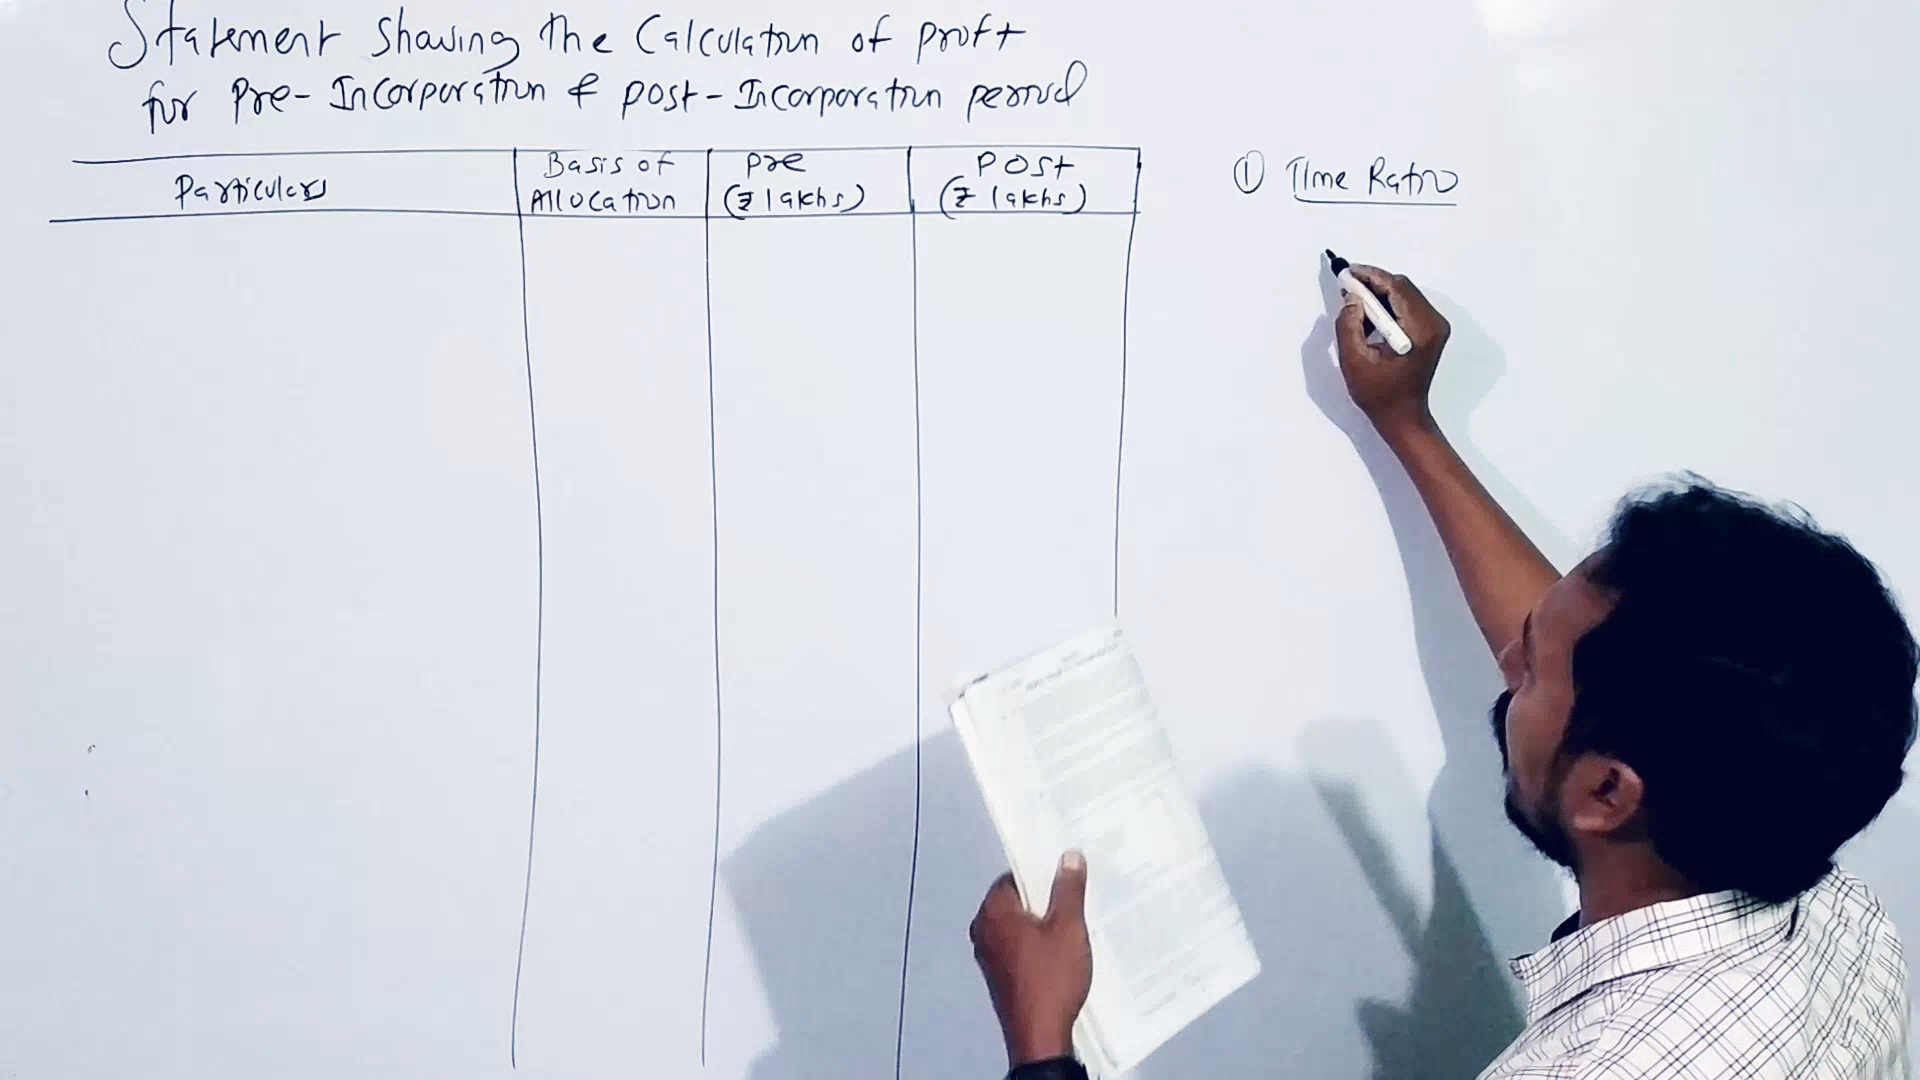 Statement Showing The Calculation of profit
for Pre-Incorporation & post-Incorporation period
Particulars
Basis of
Allocation
Pre
(₹ lakhs)
POST
(₹ lakhs)
① Time Ratio